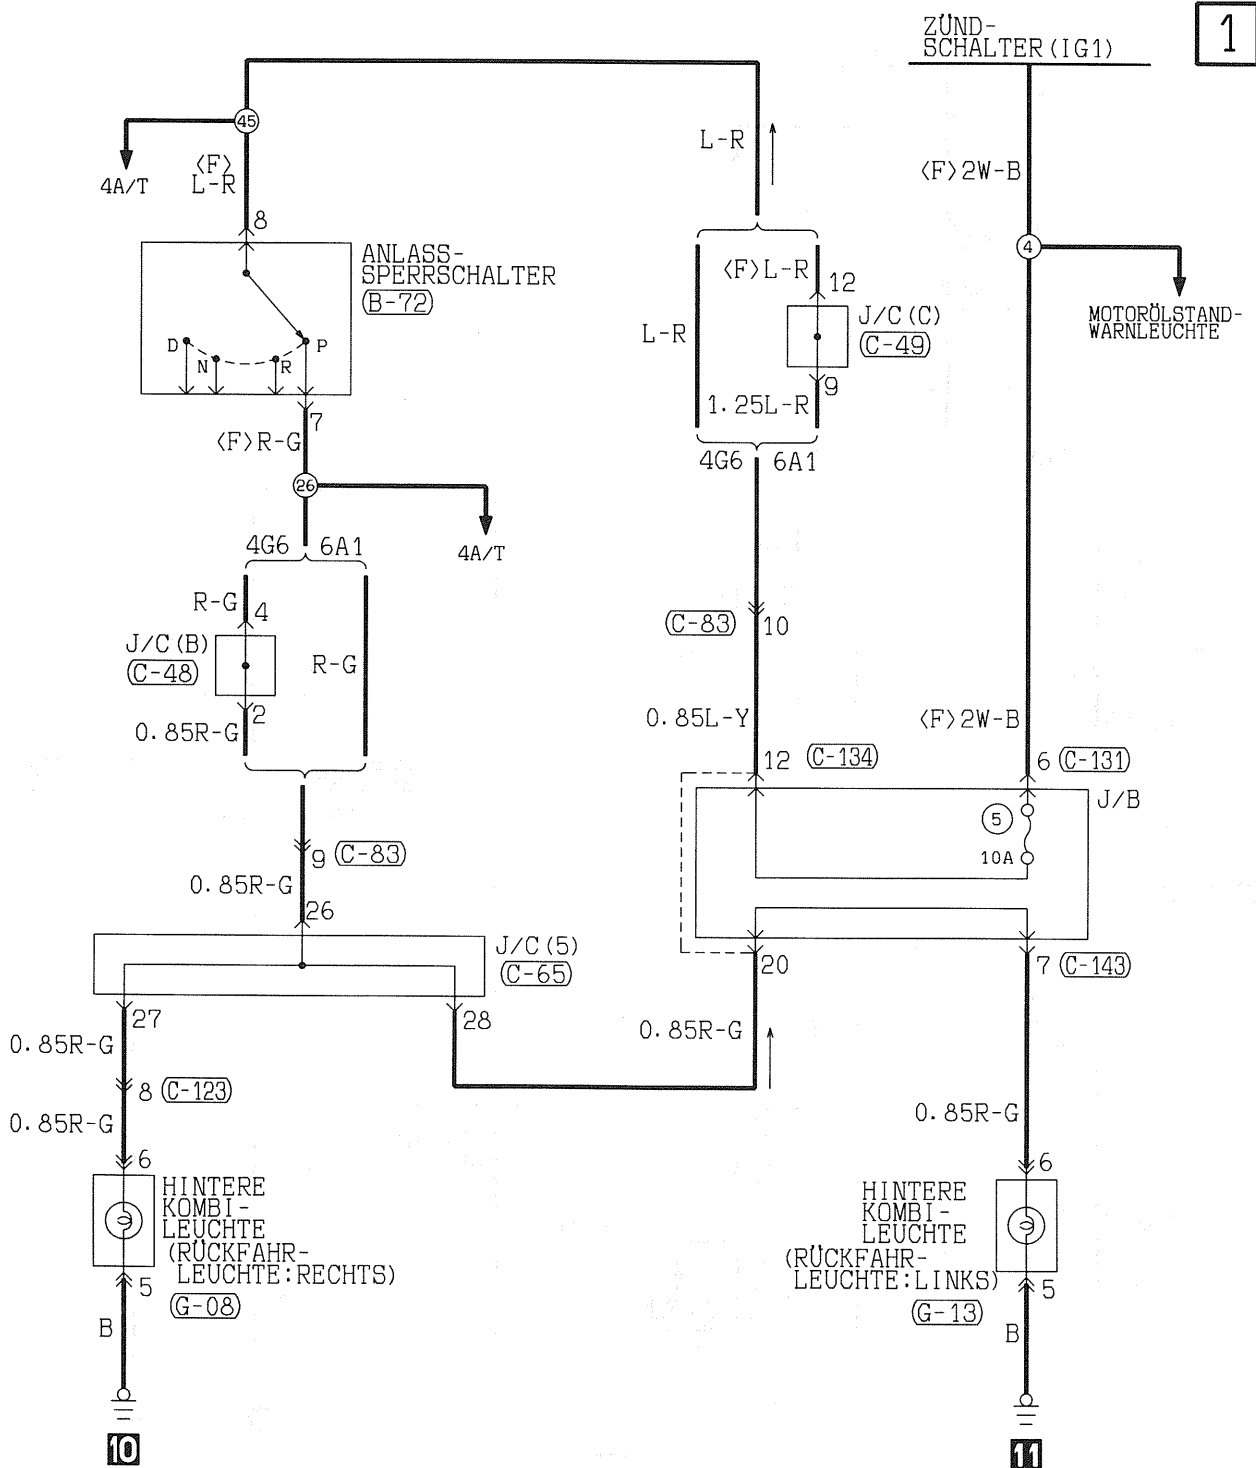 1
ZÜND-
SCHALTER(IG1)
45
4A/T
<F>
L-R
8
L-R
<F>2W-B
ANLASS-
SPERRSCHALTER
B-72
D
N
R
P
7
<F>R-G
<F>L-R
12
J/C(C)
C-49
L-R
9
1.25L-R
4G6 6A1
4
MOTORÖLSTAND-
WARNLEUCHTE
26
4A/T
4G6 6A1
R-G
4
J/C(B)
C-48
R-G
2
0.85R-G
C-83
10
0.85L-Y
<F>2W-B
12
C-134
6
C-131
J/B
5
10A
9
C-83
0.85R-G
26
J/C(5)
C-65
27
28
20
7
C-143
0.85R-G
0.85R-G
8
C-123
0.85R-G
0.85R-G
6
HINTERE
KOMBI-
LEUCHTE
(RÜCKFAHR-
LEUCHTE:RECHTS)
G-08
5
B
10
6
HINTERE
KOMBI-
LEUCHTE
(RÜCKFAHR-
LEUCHTE:LINKS)
G-13
5
B
11